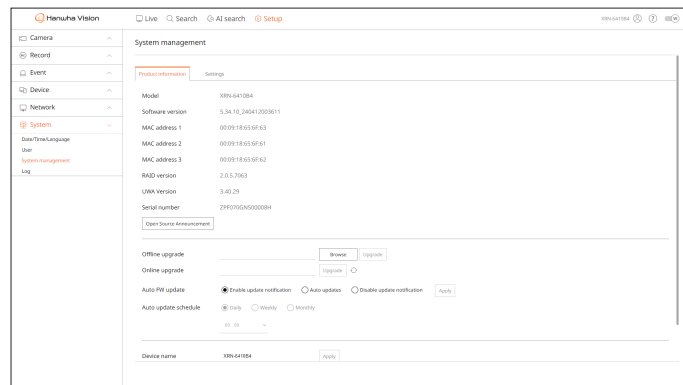 Hanwha Vision
Live Search AI search Setup
XRN-6410B4
Camera
Record
Event
Device
Network
System
Date/Time/Language
User
System management
Log
System management
Product information Settings
Model XRN-6410B4
Software version 5.34.10_240412003611
MAC address 1 00:09:18:65:6F:63
MAC address 2 00:09:18:65:6F:61
MAC address 3 00:09:18:65:6F:62
RAID version 2.0.5.7063
UWA Version 3.40.29
Serial number ZPF070GN500008H
Open Source Announcement
Offline upgrade Browse Upgrade
Online upgrade Upgrade
Auto FW update Enable update notification Auto updates Disable update notification Apply
Auto update schedule Daily Weekly Monthly
00 : 00
Device name XRN-6410B4 Apply